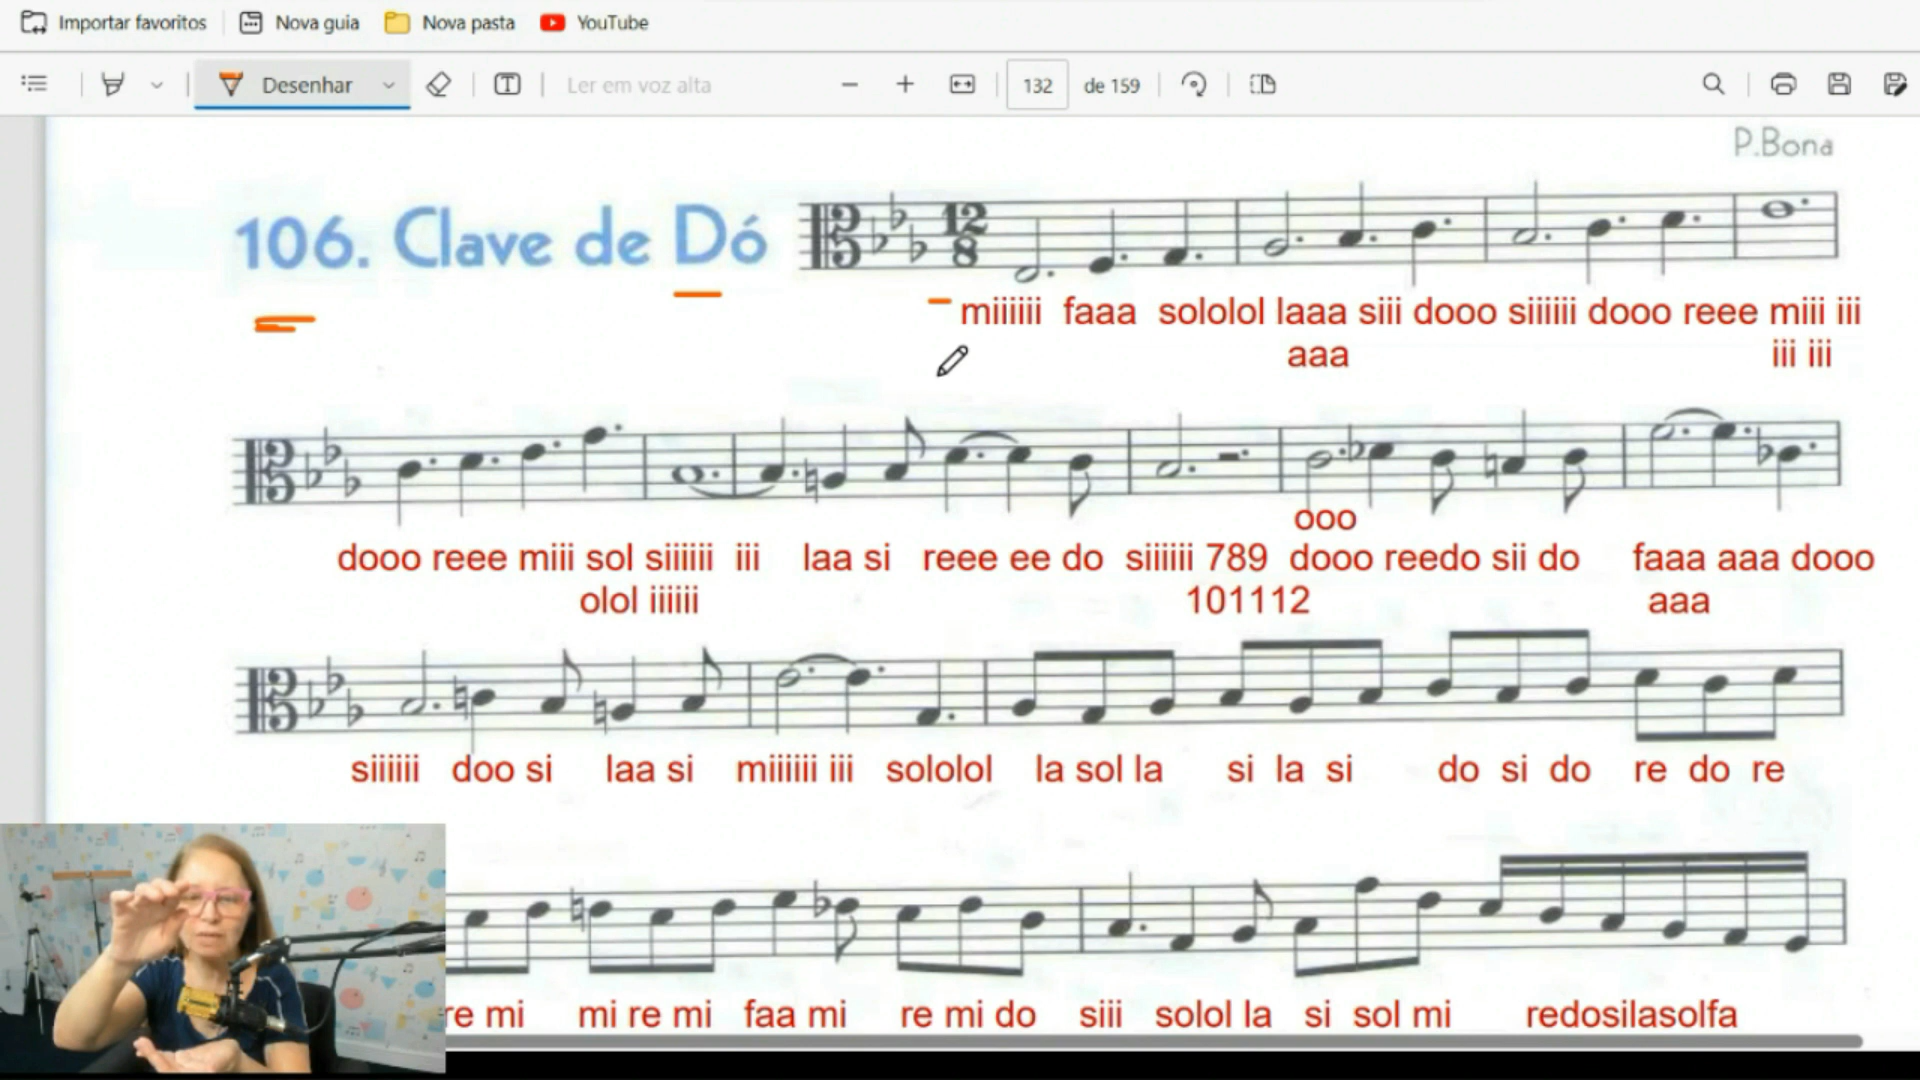 Importar favoritos Nova guia Nova pasta YouTube
Desenhar Ler em voz alta 132 de 159
P.Bona
106. Clave de Dó
12
8
miiiiii faaa sololol laaa siii dooo siiiiii dooo reee miii iii
aaa iii iii
ooo
dooo reee miii sol siiiiii iii laa si reee ee do siiiiii 789 dooo reedo sii do faaa aaa dooo
olol iiiiii 101112 aaa
siiiiii doo si laa si miiiiii iii sololol la sol la si la si do si do re do re
re mi mi re mi faa mi re mi do siii solol la si sol mi redosilasolfa